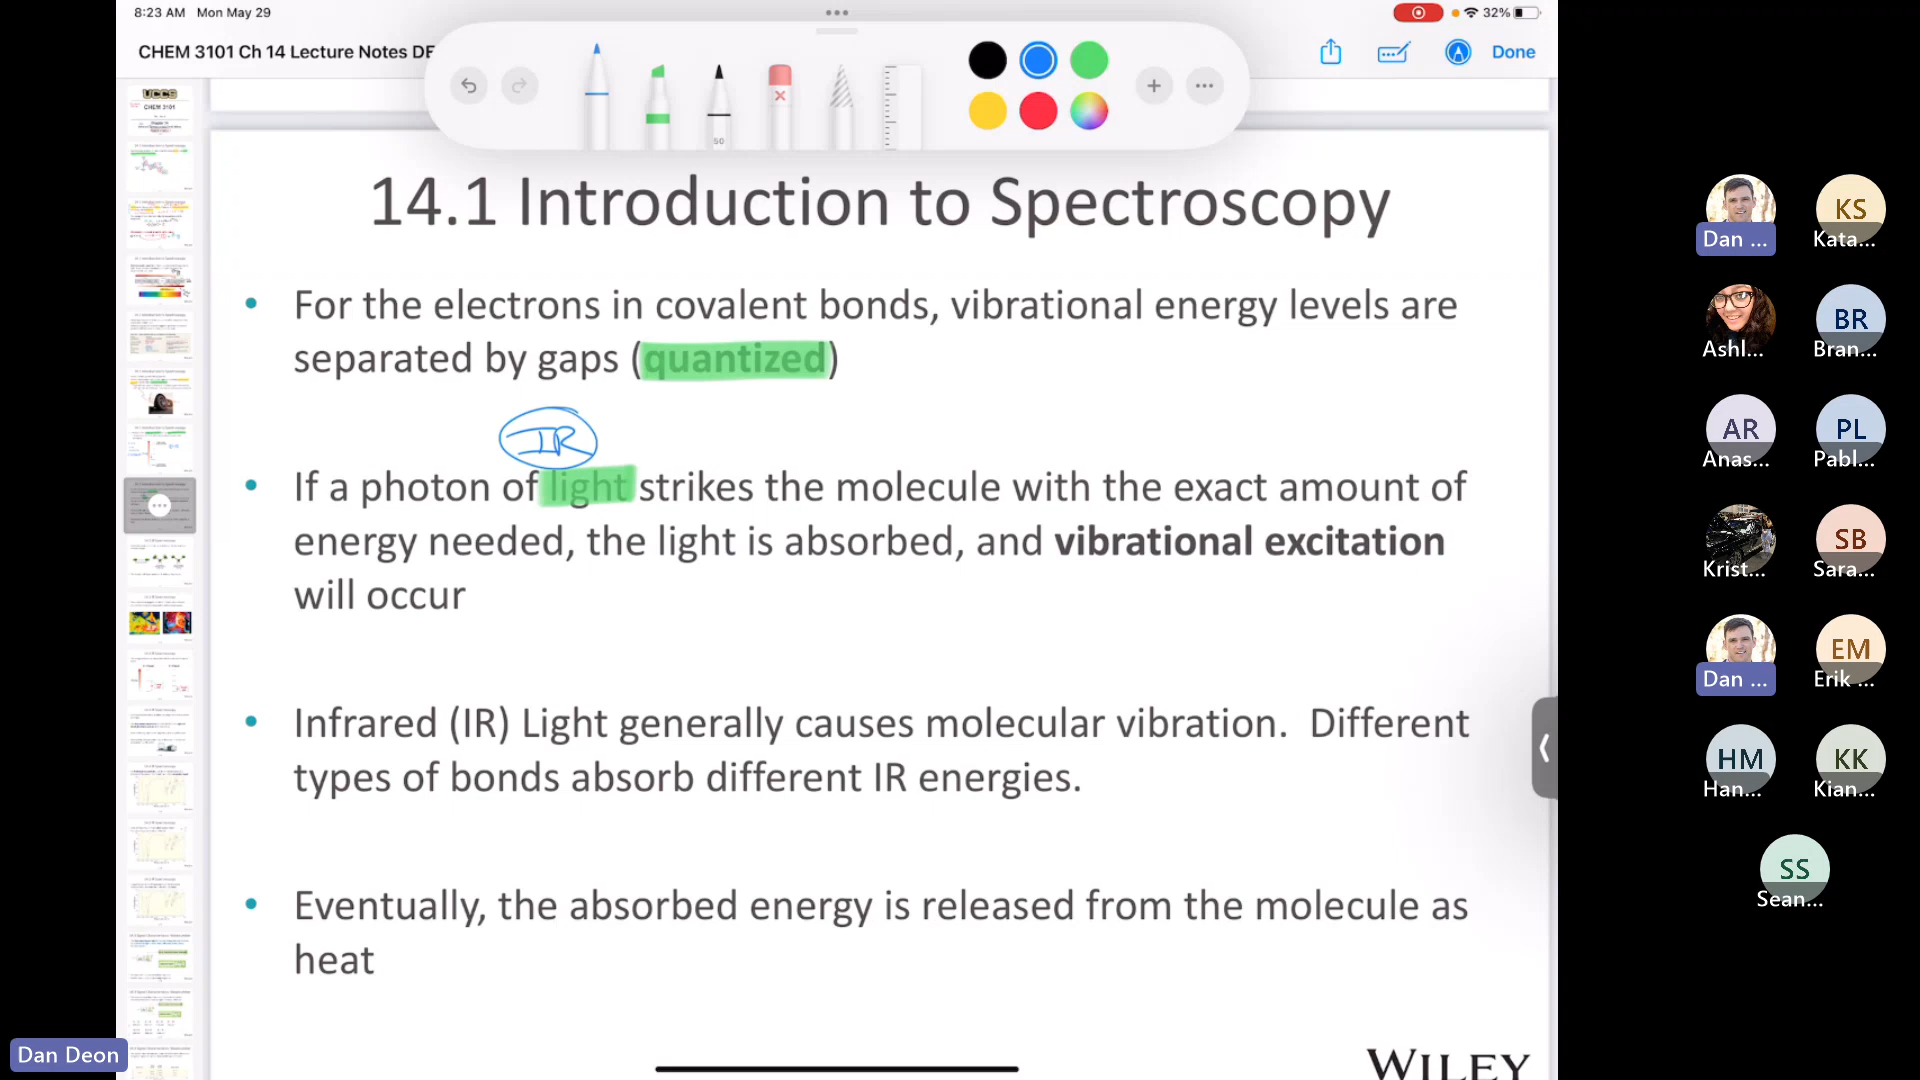 8:23 AM Mon May 29
32%
CHEM 3101 Ch 14 Lecture Notes DE
Done
50
UCCS
CHEM 3101
14.1 Introduction to Spectroscopy
• For the electrons in covalent bonds, vibrational energy levels are
separated by gaps (quantized)
IR
• If a photon of light strikes the molecule with the exact amount of
energy needed, the light is absorbed, and vibrational excitation
will occur
• Infrared (IR) Light generally causes molecular vibration. Different
types of bonds absorb different IR energies.
• Eventually, the absorbed energy is released from the molecule as
heat
WILEY
Dan ...
KS
Kata...
Ashl...
BR
Bran...
AR
Anas...
PL
Pabl...
Krist...
SB
Sara...
Dan ...
EM
Erik ...
HM
Han...
KK
Kian...
SS
Sean...
Dan Deon